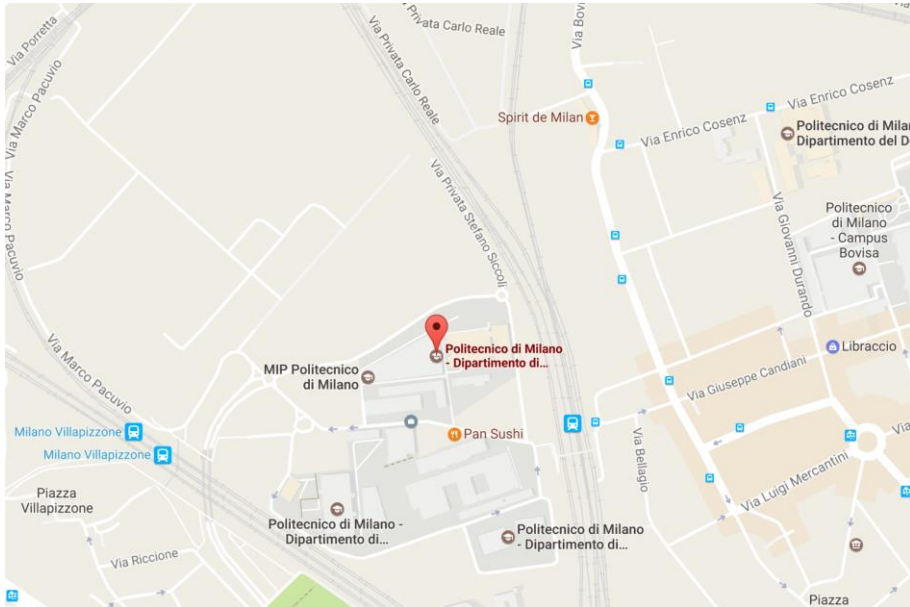 Via Porretta
Via Privata Carlo Reale
Via Privata Carlo Reale
Via Bovi
Via Marco Pacuvio
Via Marco Pacuvio
Spirit de Milan
Via Enrico Cosenz
Via Enrico Cosenz
Politecnico di Milan
Dipartimento del D
Via Privata Stefano Siccoli
Via Giovanni Durando
Politecnico
di Milano
- Campus
Bovisa
Via Marco Pacuvio
Politecnico di Milano
- Dipartimento di...
MIP Politecnico
di Milano
Libraccio
Via Giuseppe Candiani
Milano Villapizzone
Milano Villapizzone
Pan Sushi
Via Bellagio
Via
Via Luigi Mercantini
Piazza
Villapizzone
Politecnico di Milano -
Dipartimento di...
Politecnico di Milano
- Dipartimento di...
Via Riccione
Piazza